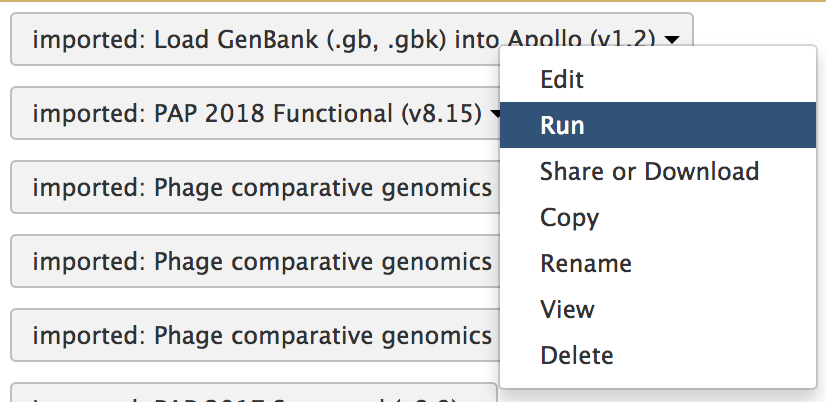 imported: Load GenBank (.gb, .gbk) into Apollo (v1.2)
Edit
imported: PAP 2018 Functional (v8.15)
Run
Share or Download
imported: Phage comparative genomics
Copy
imported: Phage comparative genomics
Rename
View
imported: Phage comparative genomics
Delete